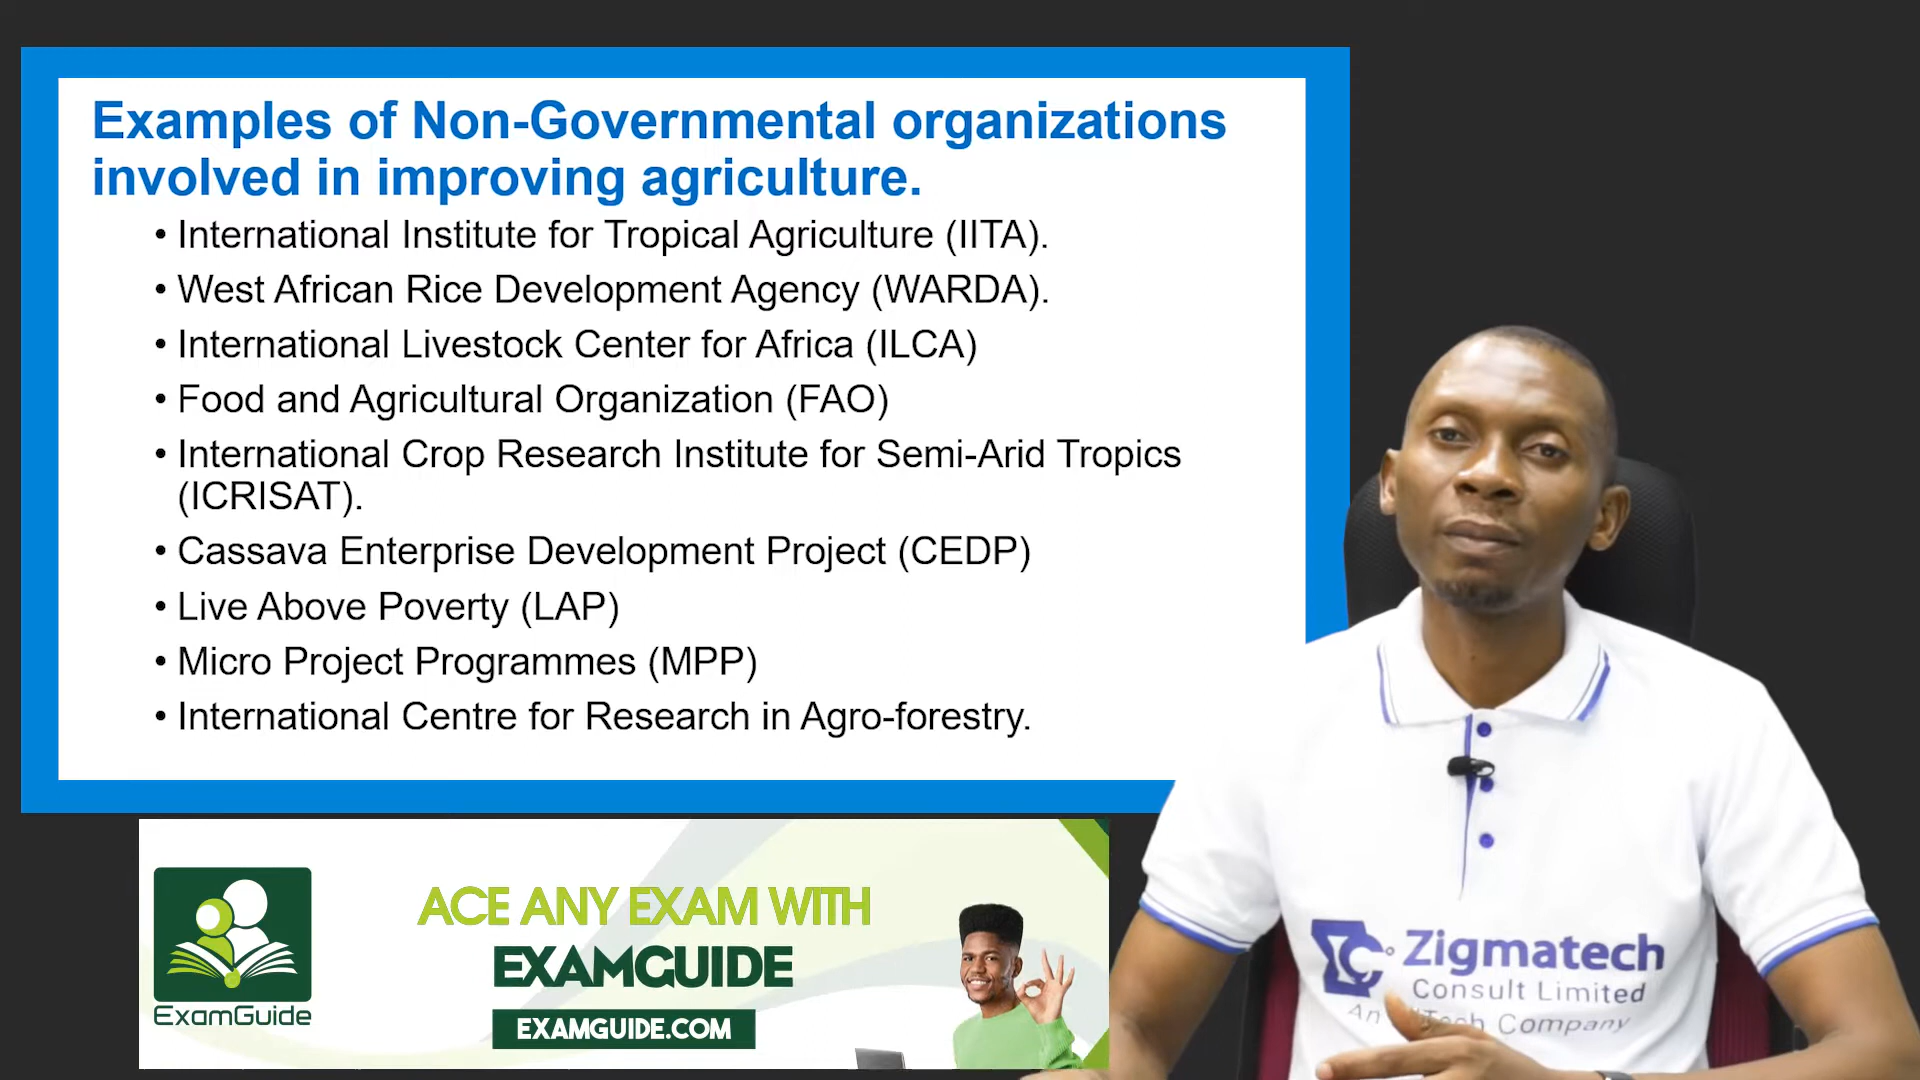 Examples of Non-Governmental organizations
involved in improving agriculture.
• International Institute for Tropical Agriculture (IITA).
• West African Rice Development Agency (WARDA).
• International Livestock Center for Africa (ILCA)
• Food and Agricultural Organization (FAO)
• International Crop Research Institute for Semi-Arid Tropics
(ICRISAT).
• Cassava Enterprise Development Project (CEDP)
• Live Above Poverty (LAP)
• Micro Project Programmes (MPP)
• International Centre for Research in Agro-forestry.
ExamGuide
ACE ANY EXAM WITH
EXAMGUIDE
EXAMGUIDE.COM
Zigmatech
Consult Limited
An Company